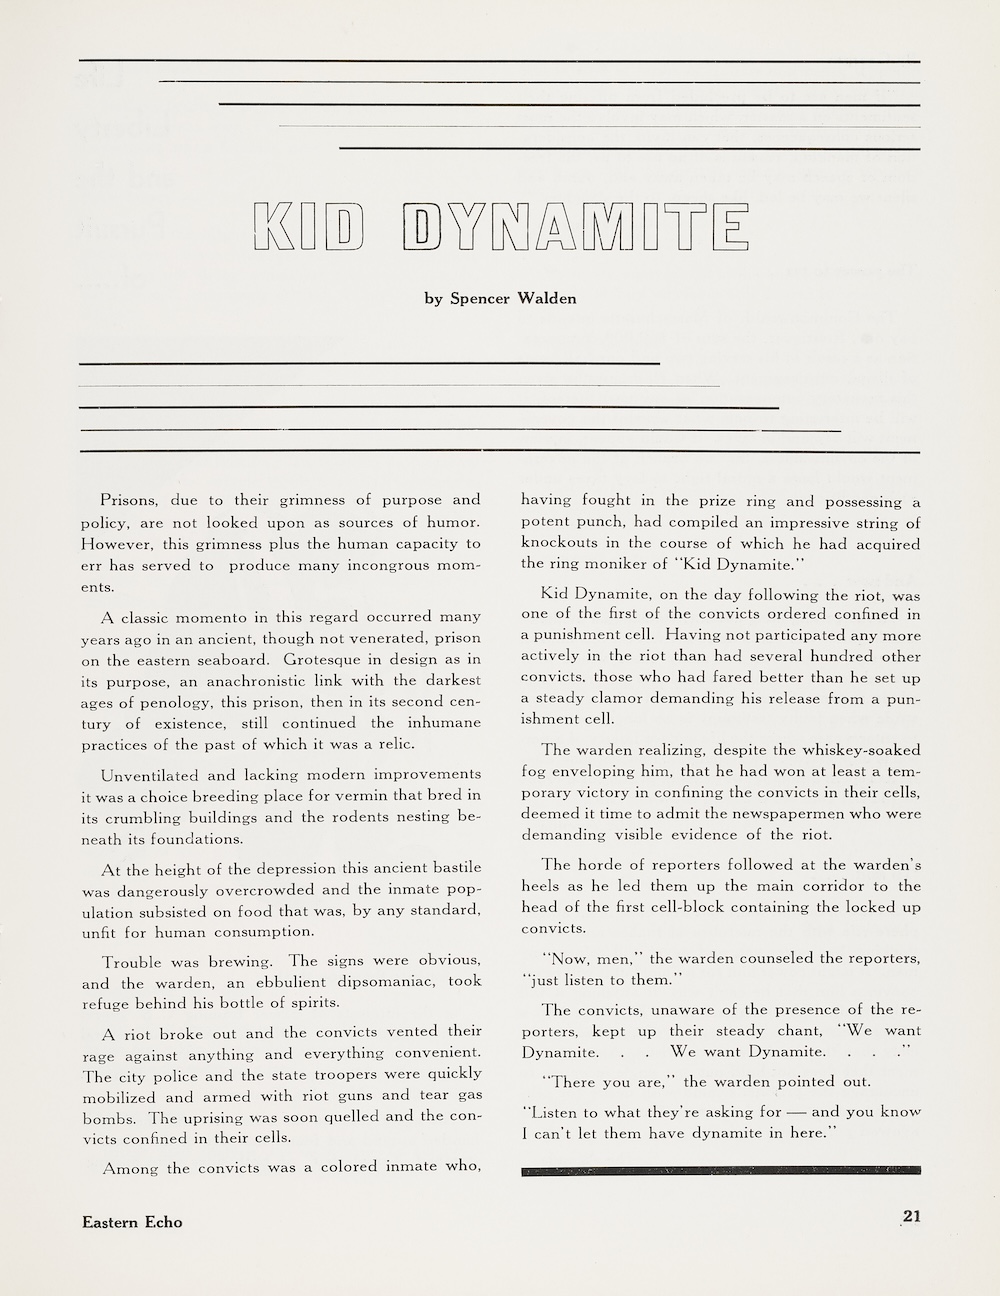 KID DYNAMITE
by Spencer Walden
Prisons, due to their grimness of purpose and
policy, are not looked upon as sources of humor.
However, this grimness plus the human capacity to
err has served to produce many incongrous mom-
ents.
A classic momento in this regard occurred many
years ago in an ancient, though not venerated, prison
on the eastern seaboard. Grotesque in design as in
its purpose, an anachronistic link with the darkest
ages of penology, this prison, then in its second cen-
tury of existence, still continued the inhumane
practices of the past of which it was a relic.
Unventilated and lacking modern improvements
it was a choice breeding place for vermin that bred in
its crumbling buildings and the rodents nesting be-
neath its foundations.
At the height of the depression this ancient bastile
was dangerously overcrowded and the inmate pop-
ulation subsisted on food that was, by any standard,
unfit for human consumption.
Trouble was brewing. The signs were obvious,
and the warden, an ebbulient dipsomaniac, took
refuge behind his bottle of spirits.
A riot broke out and the convicts vented their
rage against anything and everything convenient.
The city police and the state troopers were quickly
mobilized and armed with riot guns and tear gas
bombs. The uprising was soon quelled and the con-
victs confined in their cells.
Among the convicts was a colored inmate who,
having fought in the prize ring and possessing a
potent punch, had compiled an impressive string of
knockouts in the course of which he had acquired
the ring moniker of "Kid Dynamite."
Kid Dynamite, on the day following the riot, was
one of the first of the convicts ordered confined in
a punishment cell. Having not participated any more
actively in the riot than had several hundred other
convicts, those who had fared better than he set up
a steady clamor demanding his release from a pun-
ishment cell.
The warden realizing, despite the whiskey-soaked
fog enveloping him, that he had won at least a tem-
porary victory in confining the convicts in their cells,
deemed it time to admit the newspapermen who were
demanding visible evidence of the riot.
The horde of reporters followed at the warden's
heels as he led them up the main corridor to the
head of the first cell-block containing the locked up
convicts.
"Now, men," the warden counseled the reporters,
"just listen to them."
The convicts, unaware of the presence of the re-
porters, kept up their steady chant, "We want
Dynamite. . . We want Dynamite. . . ."
"There you are," the warden pointed out.
"Listen to what they're asking for — and you know
I can't let them have dynamite in here."
Eastern Echo
21